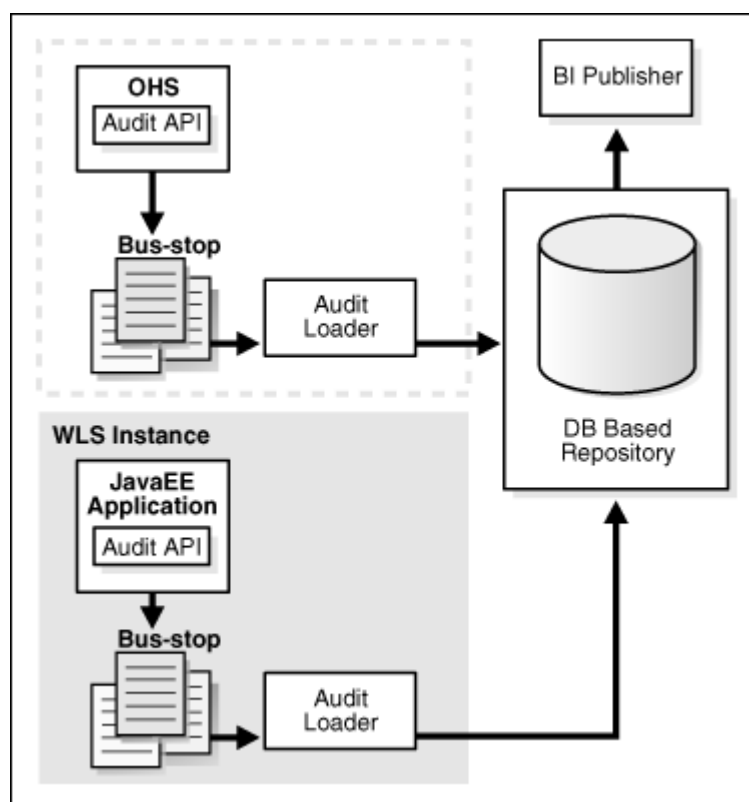 OHS
Audit API
Bus-stop
Audit
Loader
BI Publisher
DB Based
Repository
WLS Instance
JavaEE
Application
Audit API
Bus-stop
Audit
Loader